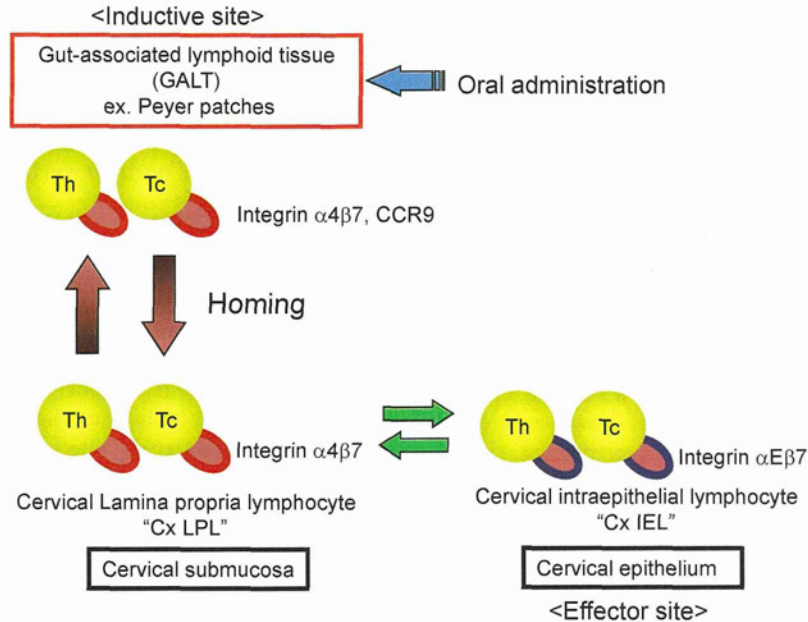 <Inductive site>
Gut-associated lymphoid tissue
(GALT)
ex. Peyer patches
Oral administration
Th
Tc
Integrin α4β7, CCR9
Homing
Th
Tc
Integrin α4β7
Cervical Lamina propria lymphocyte
“Cx LPL”
Cervical submucosa
Th
Tc
Integrin αEβ7
Cervical intraepithelial lymphocyte
“Cx IEL”
Cervical epithelium
<Effector site>